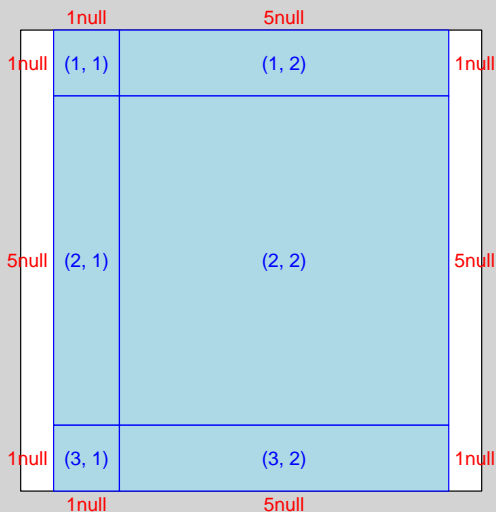 1null 5null
1null (1, 1) (1, 2) 1null
5null (2, 1) (2, 2) 5null
1null (3, 1) (3, 2) 1null
1null 5null